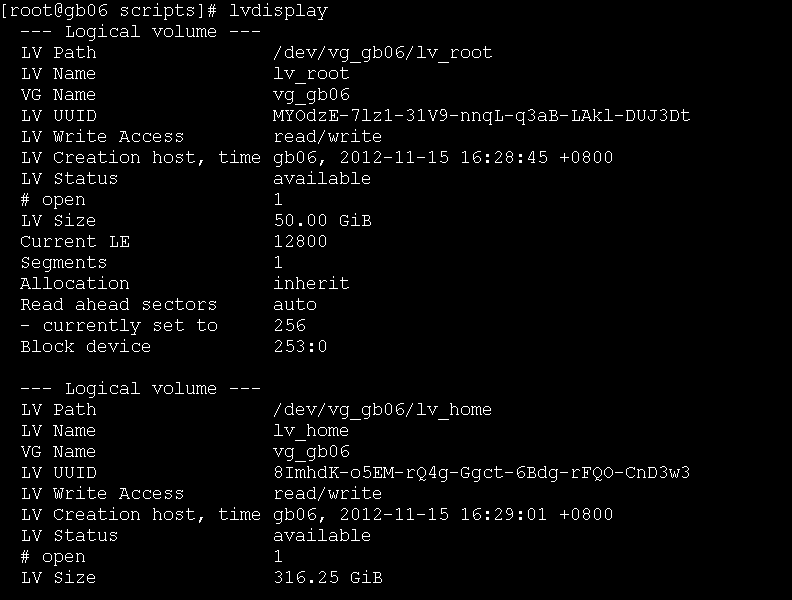 [root@gb06 scripts]# lvdisplay
--- Logical volume ---
LV Path                /dev/vg_gb06/lv_root
LV Name                lv_root
VG Name                vg_gb06
LV UUID                MYOdzE-7lz1-31V9-nnqL-q3aB-LAkl-DUJ3Dt
LV Write Access        read/write
LV Creation host, time gb06, 2012-11-15 16:28:45 +0800
LV Status              available
# open                 1
LV Size                50.00 GiB
Current LE             12800
Segments               1
Allocation             inherit
Read ahead sectors     auto
- currently set to     256
Block device           253:0
--- Logical volume ---
LV Path                /dev/vg_gb06/lv_home
LV Name                lv_home
VG Name                vg_gb06
LV UUID                8ImhdK-o5EM-rQ4g-Ggct-6Bdg-rFQO-CnD3w3
LV Write Access        read/write
LV Creation host, time gb06, 2012-11-15 16:29:01 +0800
LV Status              available
# open                 1
LV Size                316.25 GiB